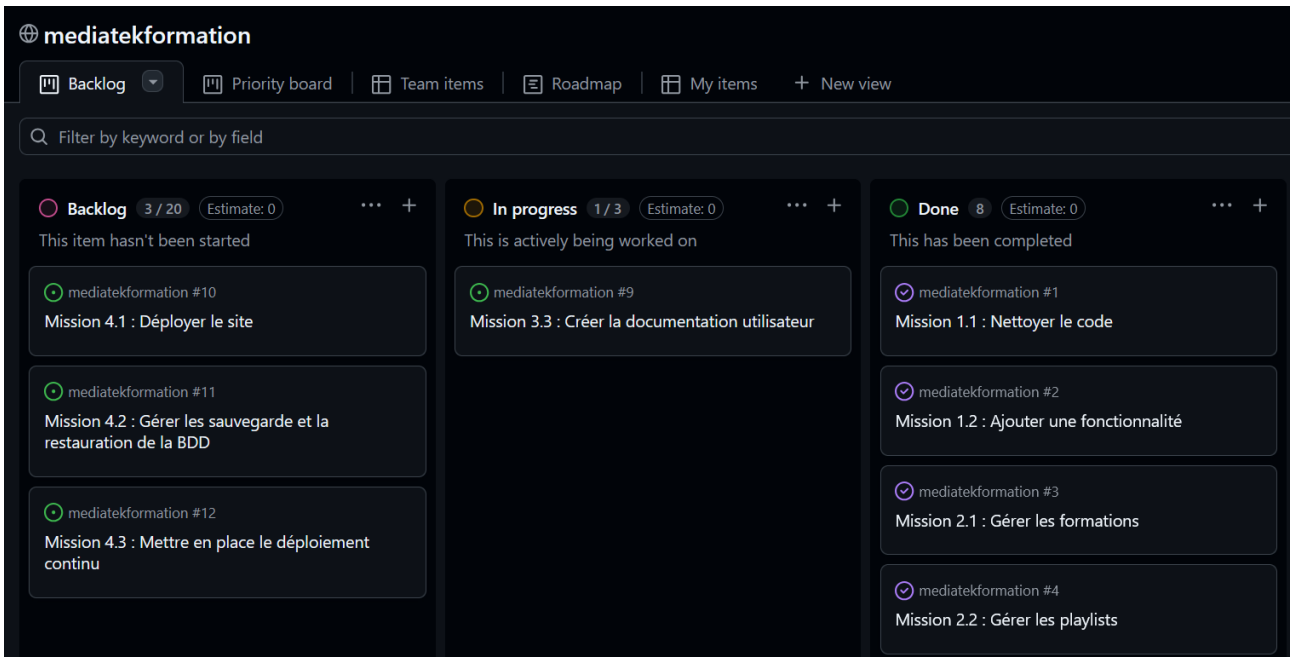 mediatekformation
Backlog
Priority board
Team items
Roadmap
My items
New view
Filter by keyword or by field
Backlog 3 / 20 Estimate: 0
This item hasn't been started
mediatekformation #10
Mission 4.1 : Déployer le site
mediatekformation #11
Mission 4.2 : Gérer les sauvegarde et la
restauration de la BDD
mediatekformation #12
Mission 4.3 : Mettre en place le déploiement
continu
In progress 1 / 3 Estimate: 0
This is actively being worked on
mediatekformation #9
Mission 3.3 : Créer la documentation utilisateur
Done 8 Estimate: 0
This has been completed
mediatekformation #1
Mission 1.1 : Nettoyer le code
mediatekformation #2
Mission 1.2 : Ajouter une fonctionnalité
mediatekformation #3
Mission 2.1 : Gérer les formations
mediatekformation #4
Mission 2.2 : Gérer les playlists